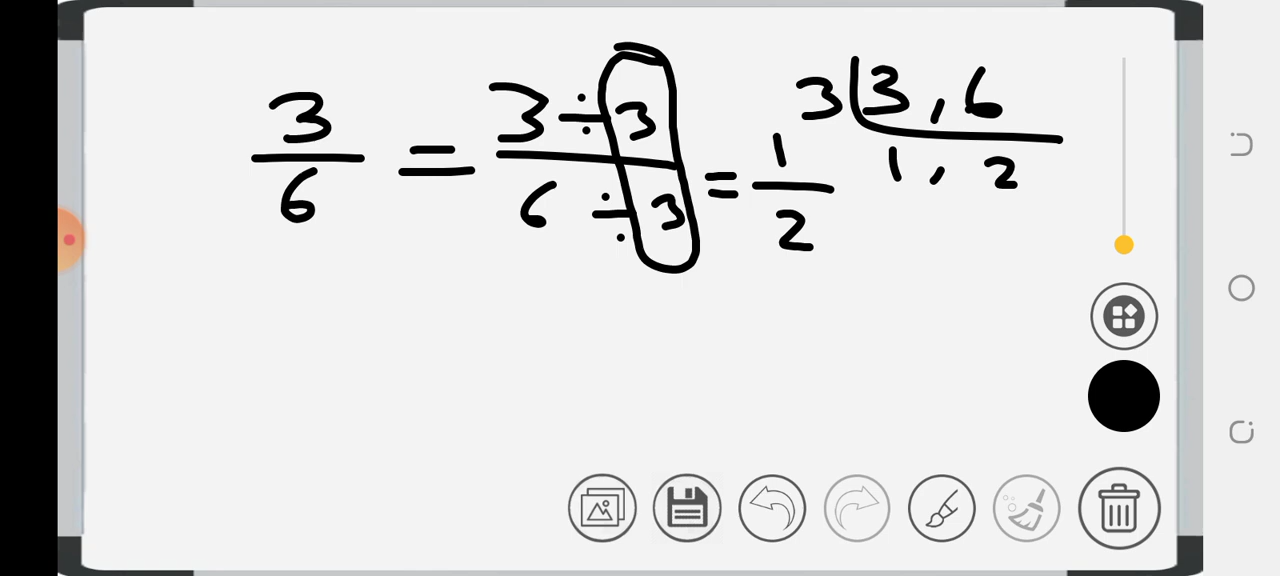 3/6 = 3÷3/6÷3 = 1/2
3 | 3 , 6
1 , 2